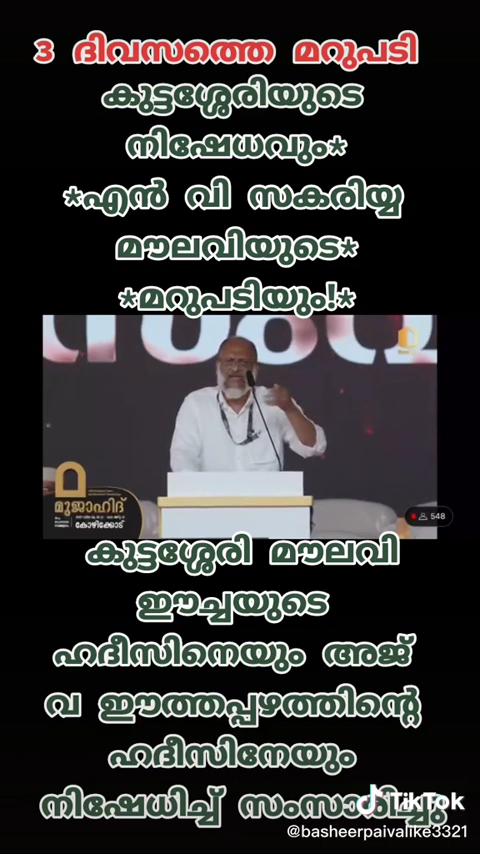 3 ദിവസത്തെ മറുപടി
കുട്ടശ്ശേരിയുടെ
നിഷേധവും*
*എൻ വി സകരിയ്യ
മൗലവിയുടെ*
*മറുപടിയും!*
മുജാഹിദ്
കോഴിക്കോട്
548
കുട്ടശ്ശേരി മൗലവി
ഈച്ചയുടെ
ഹദീസിനെയും അജ്
വ ഈത്തപ്പഴത്തിന്റെ
ഹദീസിനേയും
നിഷേധിച്ച് സംസാരിച്ചു
TikTok
@basheerpaivalike3321